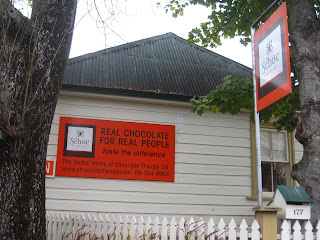 Schoc
REAL CHOCOLATE
FOR REAL PEOPLE
Taste the difference
The Global Home of Chocolate Therapy Ltd.
Schoc
177